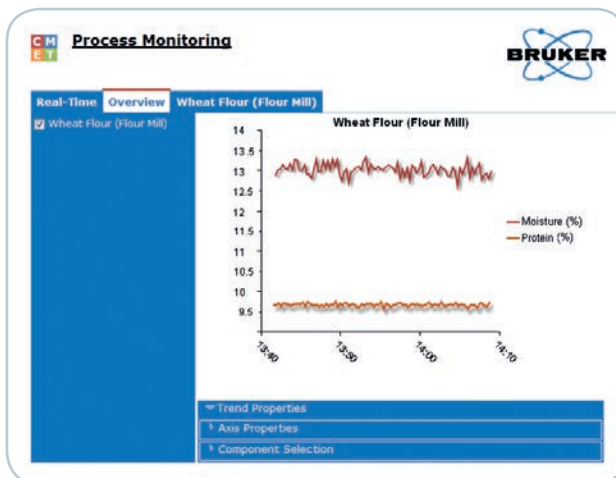 CM
ET
Process Monitoring
BRUKER
Real-Time Overview Wheat Flour (Flour Mill)
Wheat Flour (Flour Mill)
Wheat Flour (Flour Mill)
14
13.5
13
12.5
12
11.5
11
10.5
10
9.5
Moisture (%)
Protein (%)
13:40
13:50
14:00
14:10
Trend Properties
Axis Properties
Component Selection